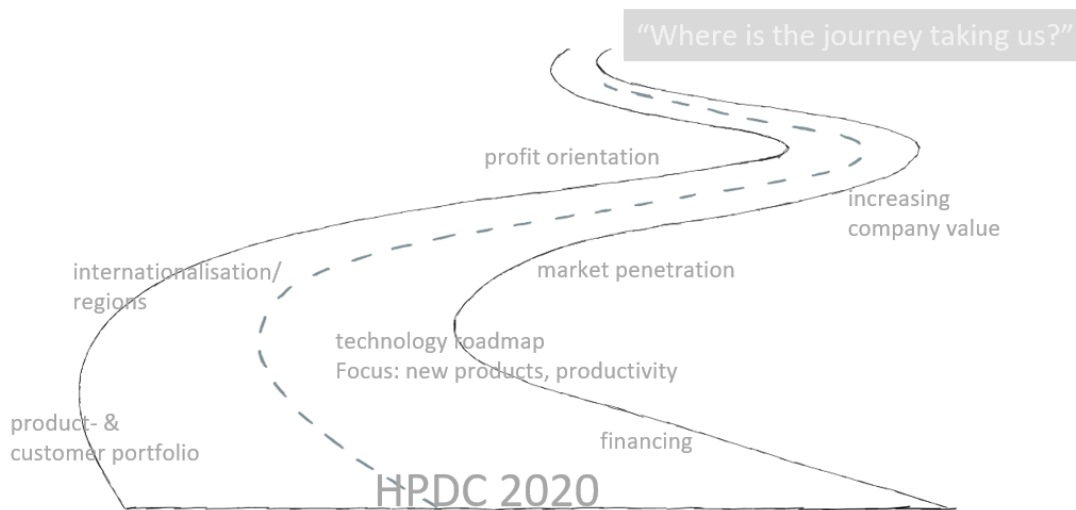 “Where is the journey taking us?”
profit orientation
increasing
company value
internationalisation/
regions
market penetration
technology roadmap
Focus: new products, productivity
product- &
customer portfolio
financing
HPDC 2020